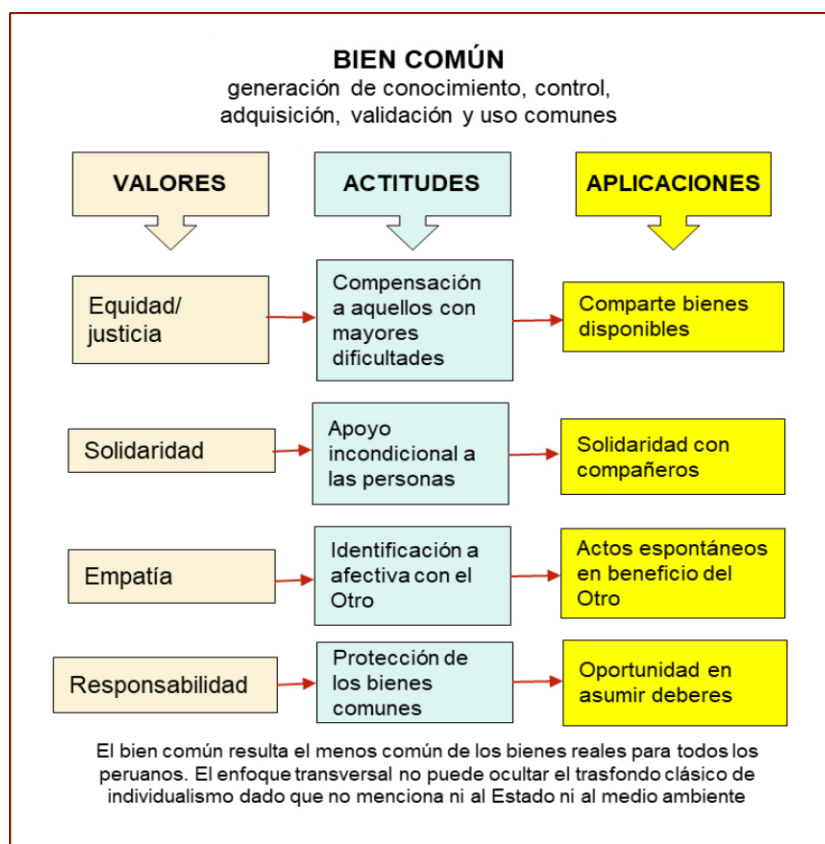 BIEN COMÚN
generación de conocimiento, control,
adquisición, validación y uso comunes
VALORES
ACTITUDES
APLICACIONES
Equidad/
justicia
Compensación
a aquellos con
mayores
dificultades
Comparte bienes
disponibles
Solidaridad
Apoyo
incondicional a
las personas
Solidaridad con
compañeros
Empatía
Identificación a
afectiva con el
Otro
Actos espontáneos
en beneficio del
Otro
Responsabilidad
Protección de
los bienes
comunes
Oportunidad en
asumir deberes
El bien común resulta el menos común de los bienes reales para todos los
peruanos. El enfoque transversal no puede ocultar el trasfondo clásico de
individualismo dado que no menciona ni al Estado ni al medio ambiente